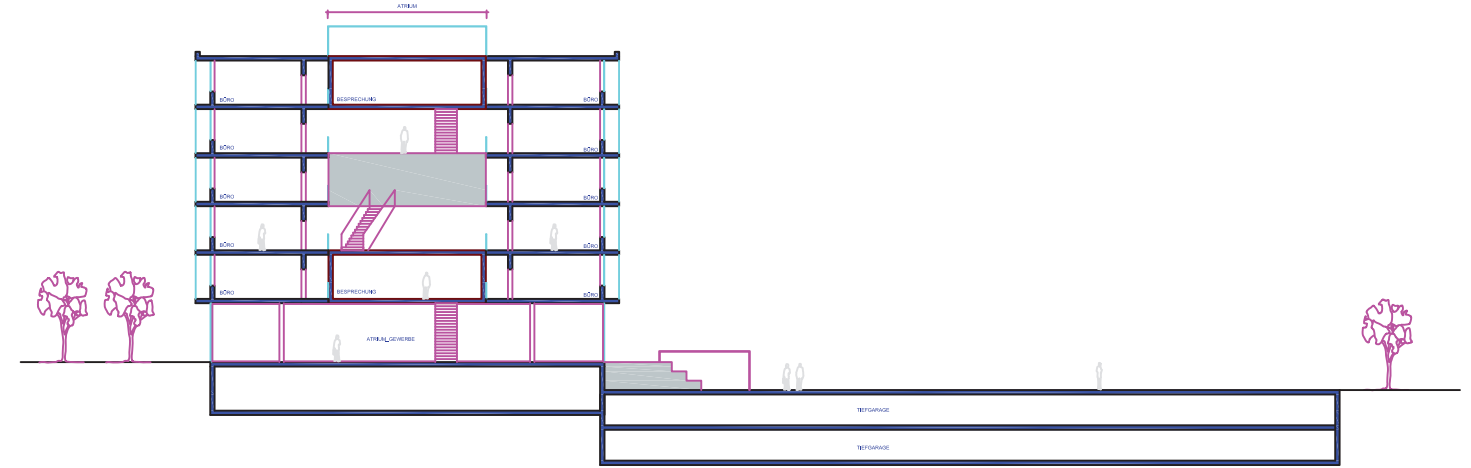 ATRIUM
BÜRO BESPRECHUNG BÜRO
BÜRO BÜRO
BÜRO BÜRO
BÜRO BÜRO
BÜRO BESPRECHUNG BÜRO
ATRIUM_GEWERBE
TIEFGARAGE
TIEFGARAGE